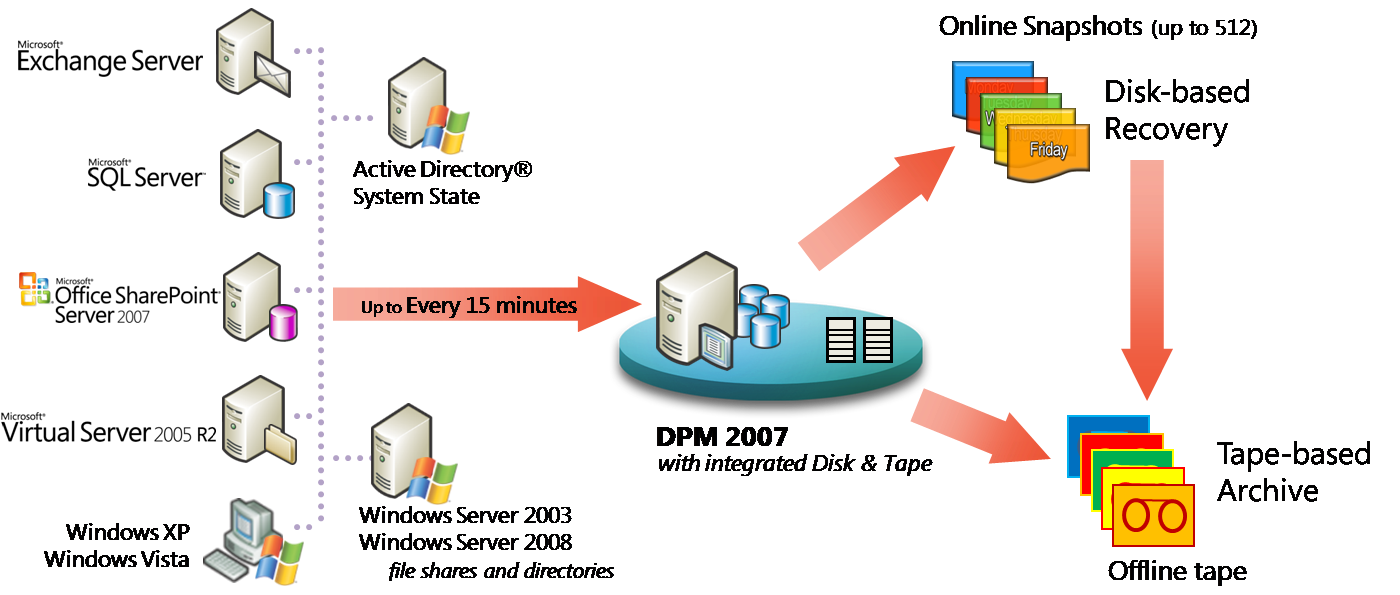 Microsoft®
Exchange Server
Microsoft®
SQL Server™
Microsoft®
Office SharePoint®
Server 2007
Microsoft®
Virtual Server 2005 R2
Windows XP
Windows Vista
Active Directory®
System State
Up to Every 15 minutes
Windows Server 2003
Windows Server 2008
file shares and directories
DPM 2007
with integrated Disk & Tape
Online Snapshots (up to 512)
Monday
Tuesday
Friday
Disk-based
Recovery
Tape-based
Archive
Offline tape